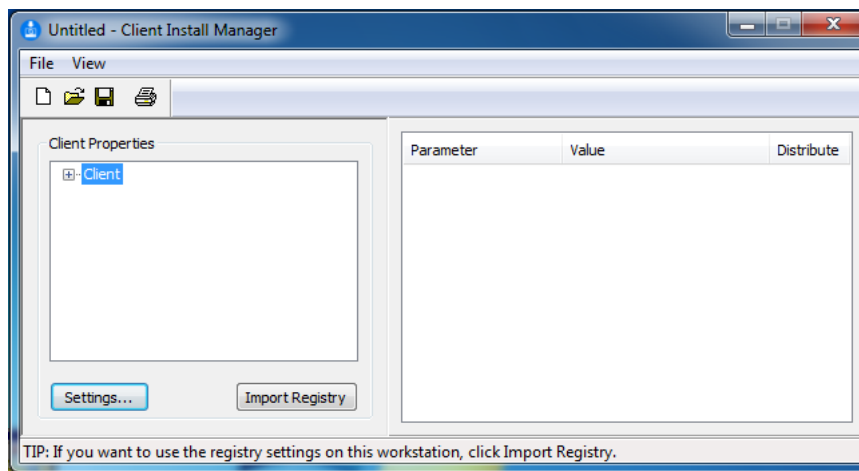 Untitled - Client Install Manager
File View
Client Properties
Client
Settings...
Import Registry
Parameter Value Distribute
TIP: If you want to use the registry settings on this workstation, click Import Registry.